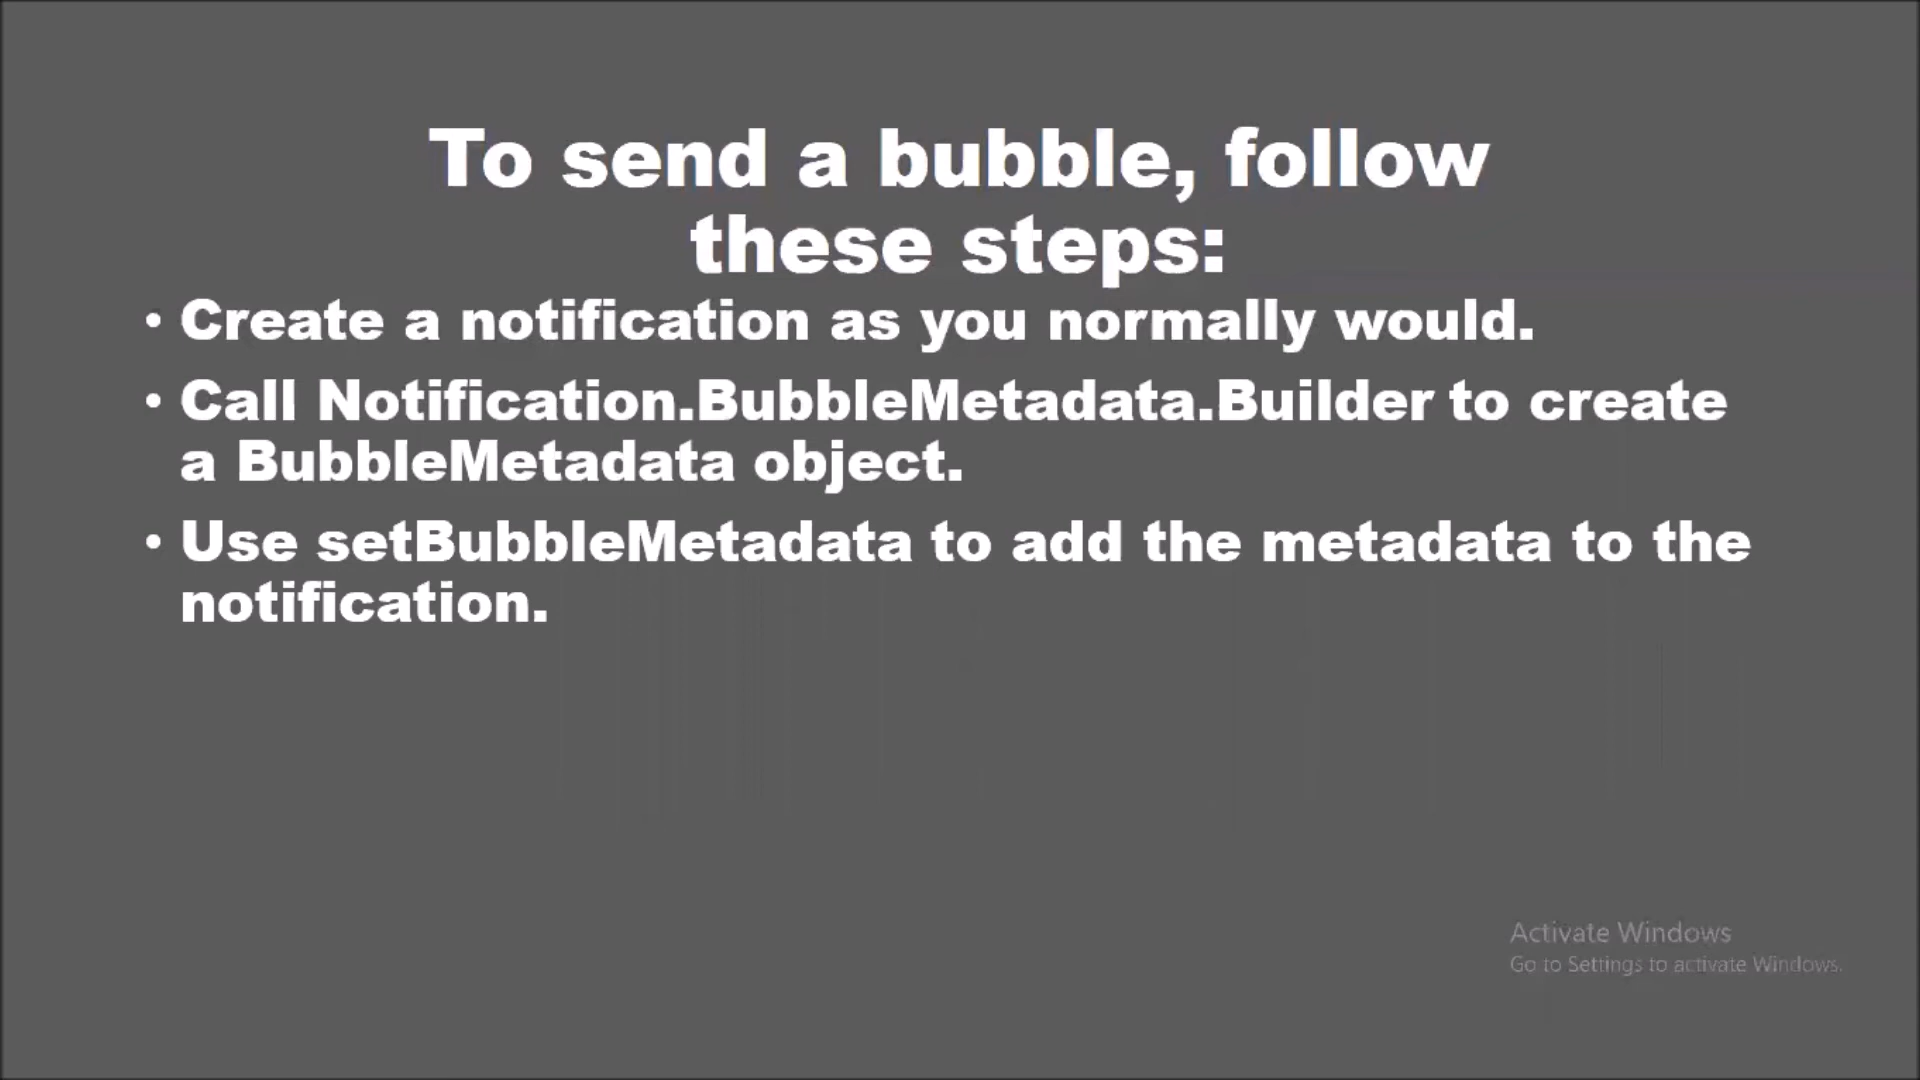 To send a bubble, follow
these steps:
• Create a notification as you normally would.
• Call Notification.BubbleMetadata.Builder to create
a BubbleMetadata object.
• Use setBubbleMetadata to add the metadata to the
notification.
Activate Windows
Go to Settings to activate Windows.